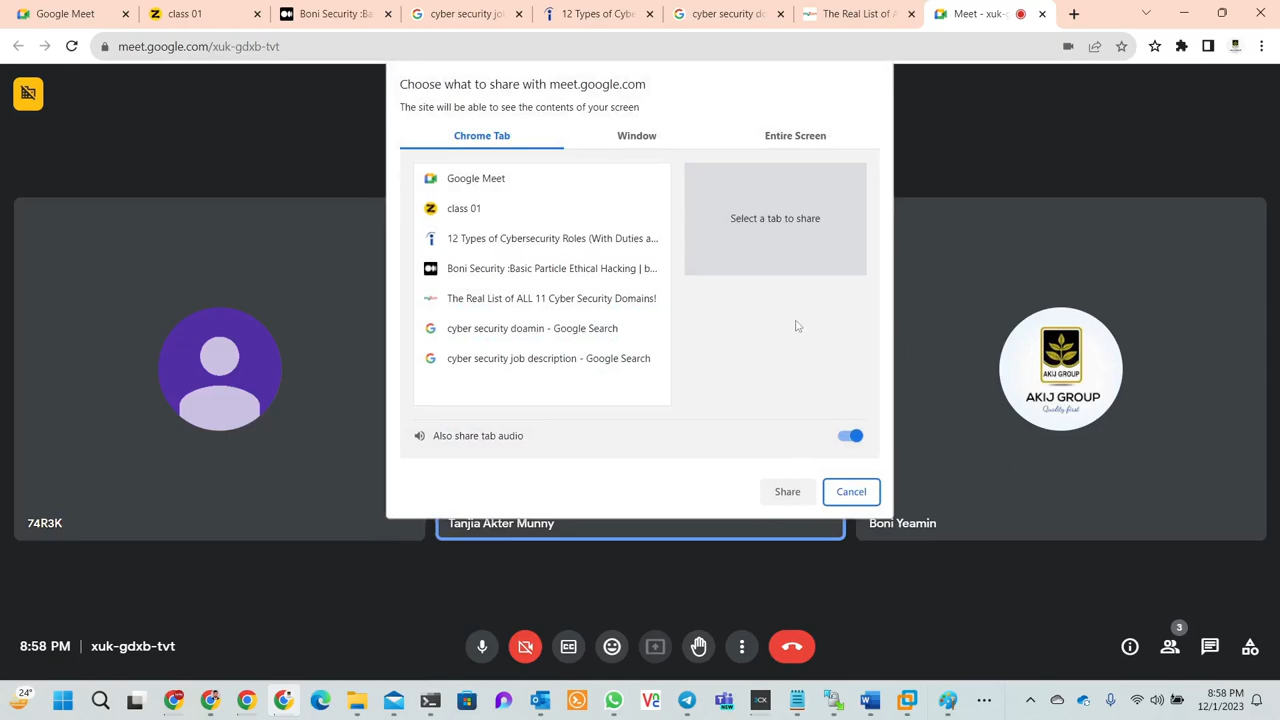 Google Meet
class 01
Boni Security :Ba
cyber security jo
12 Types of Cybe
cyber security do
The Real List of A
Meet - xuk-g
meet.google.com/xuk-gdxb-tvt
Choose what to share with meet.google.com
The site will be able to see the contents of your screen
Chrome Tab
Window
Entire Screen
Google Meet
class 01
12 Types of Cybersecurity Roles (With Duties a...
Boni Security :Basic Particle Ethical Hacking | b...
The Real List of ALL 11 Cyber Security Domains!
cyber security doamin - Google Search
cyber security job description - Google Search
Select a tab to share
Also share tab audio
Share
Cancel
AKIJ GROUP
AKIJ GROUP
Quality first
74R3K
Tanjia Akter Munny
Boni Yeamin
8:58 PM
xuk-gdxb-tvt
3
24°
8:58 PM
12/1/2023